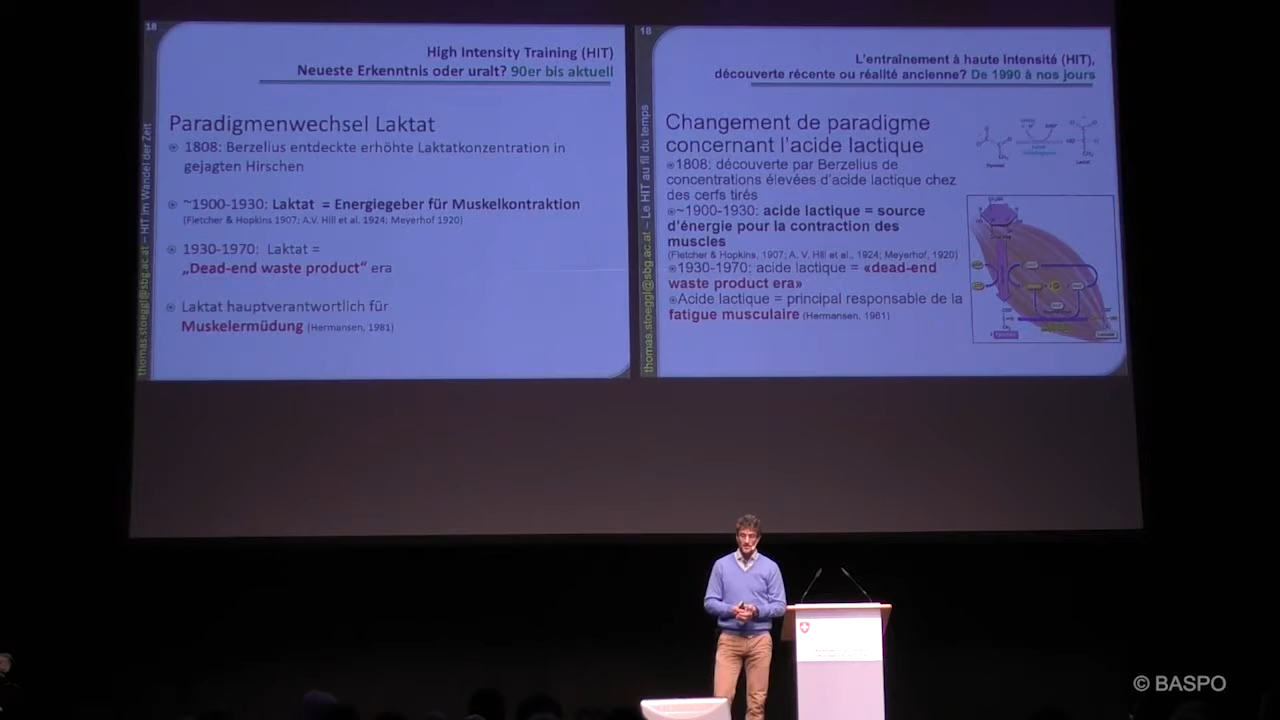 18
High Intensity Training (HIT)
Neueste Erkenntnis oder uralt? 90er bis aktuell
thomas.stoeggl@sbg.ac.at – HIT im Wandel der Zeit
Paradigmenwechsel Laktat
1808: Berzelius entdeckte erhöhte Laktatkonzentration in
gejagten Hirschen
~1900-1930: Laktat = Energiegeber für Muskelkontraktion
(Fletcher & Hopkins 1907; A.V. Hill et al. 1924; Meyerhof 1920)
1930-1970: Laktat =
„Dead-end waste product“ era
Laktat hauptverantwortlich für
Muskelermüdung (Hermansen, 1981)
18
L'entraînement à haute intensité (HIT),
découverte récente ou réalité ancienne? De 1990 à nos jours
thomas.stoeggl@sbg.ac.at – Le HIT au fil du temps
Changement de paradigme
concernant l'acide lactique
1808: découverte par Berzelius de
concentrations élevées d'acide lactique chez
des cerfs tirés
~1900-1930: acide lactique = source
d'énergie pour la contraction des
muscles
(Fletcher & Hopkins, 1907; A. V. Hill et al., 1924; Meyerhof, 1920)
1930-1970: acide lactique = «dead-end
waste product era»
Acide lactique = principal responsable de la
fatigue musculaire (Hermansen, 1981)
© BASPO